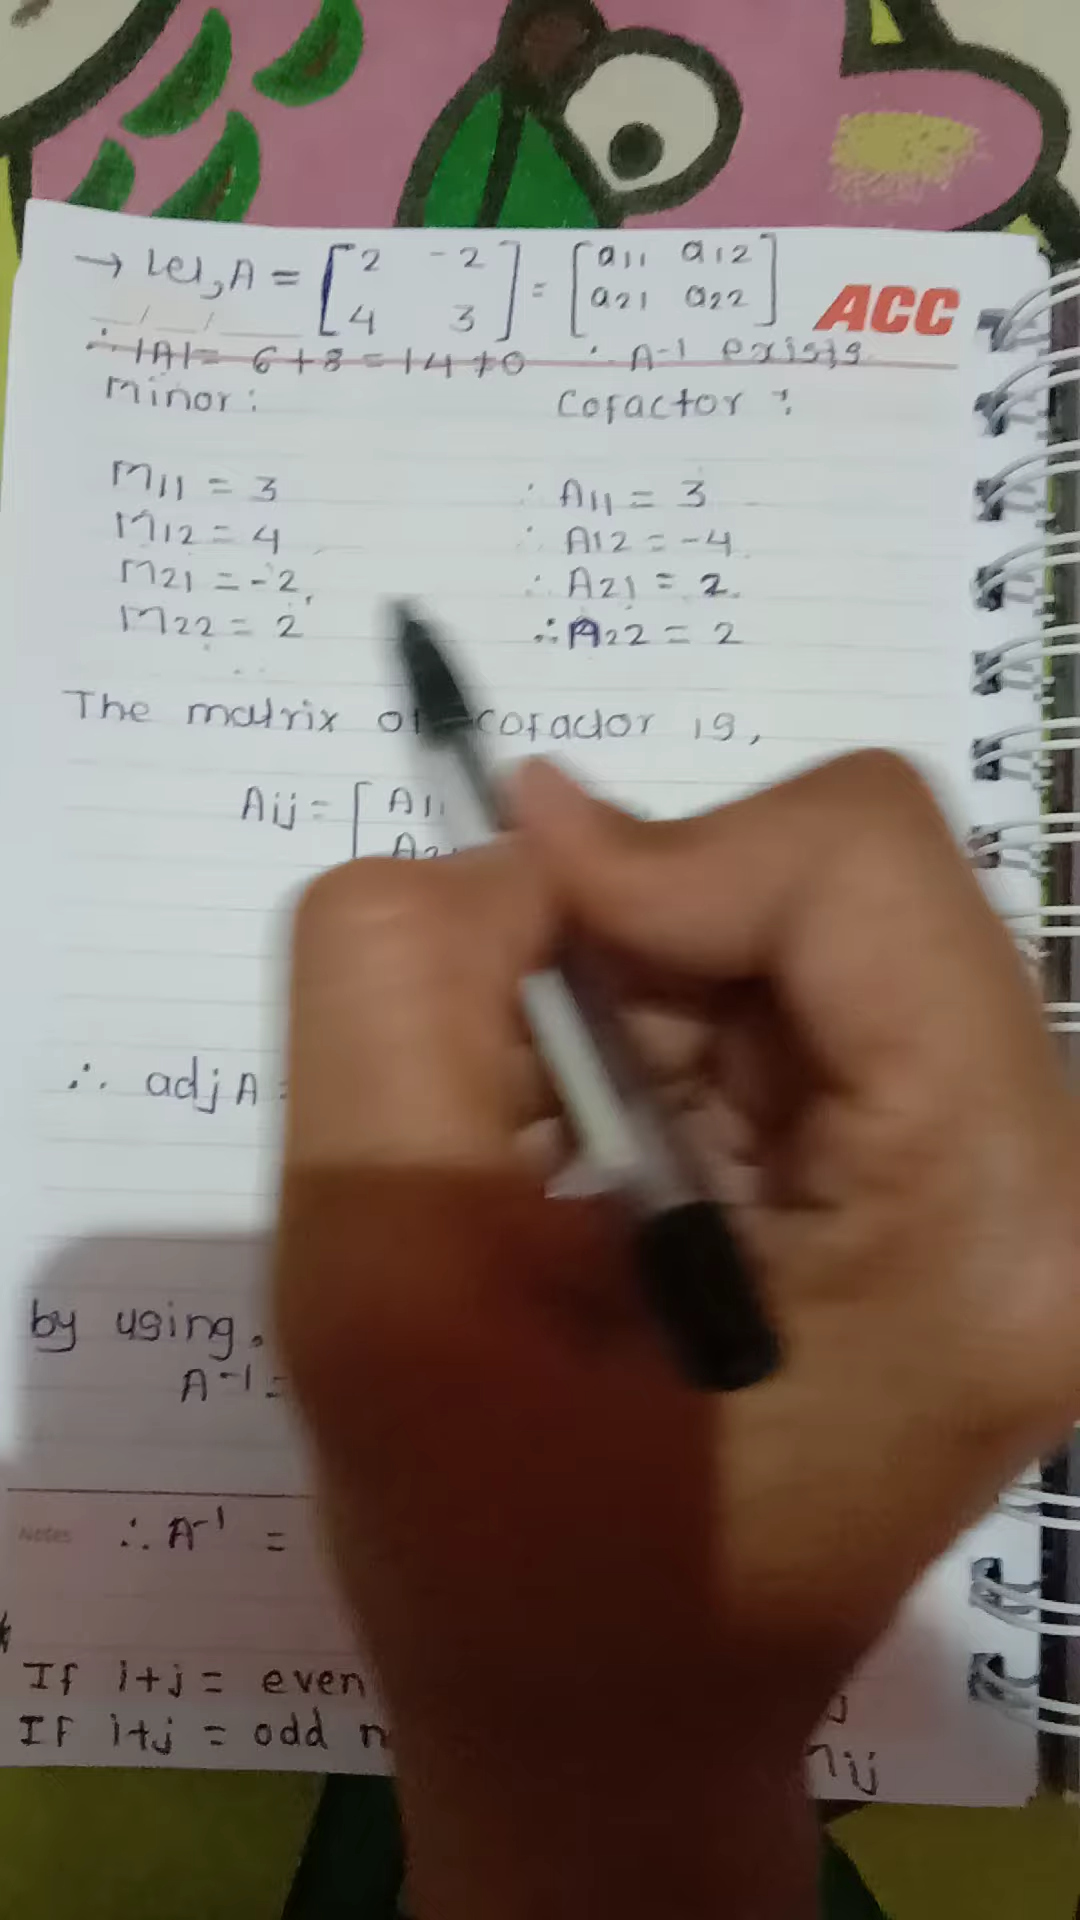 → Let, A = [ 2 -2 ] = [ a11 a12 ]
4 3 a21 a22
ACC
∴ |A| = 6+8 = 14 ≠ 0 ∴ A-1 exists
Minor: Cofactor :
M11 = 3 ∴ A11 = 3
M12 = 4 ∴ A12 = -4
M21 = -2, ∴ A21 = 2.
M22 = 2 ∴ A22 = 2
The matrix of cofactor is,
Aij = [ A11
∴ adj A =
by using,
A-1 =
Notes ∴ A-1 =
If i+j = even
If i+j = odd